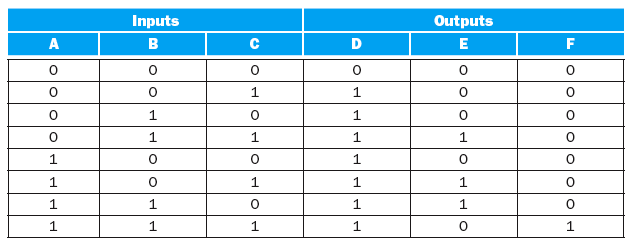 Inputs Outputs
A B C D E F
0 0 0 0 0 0
0 0 1 1 0 0
0 1 0 1 0 0
0 1 1 1 1 0
1 0 0 1 0 0
1 0 1 1 1 0
1 1 0 1 1 0
1 1 1 1 0 1